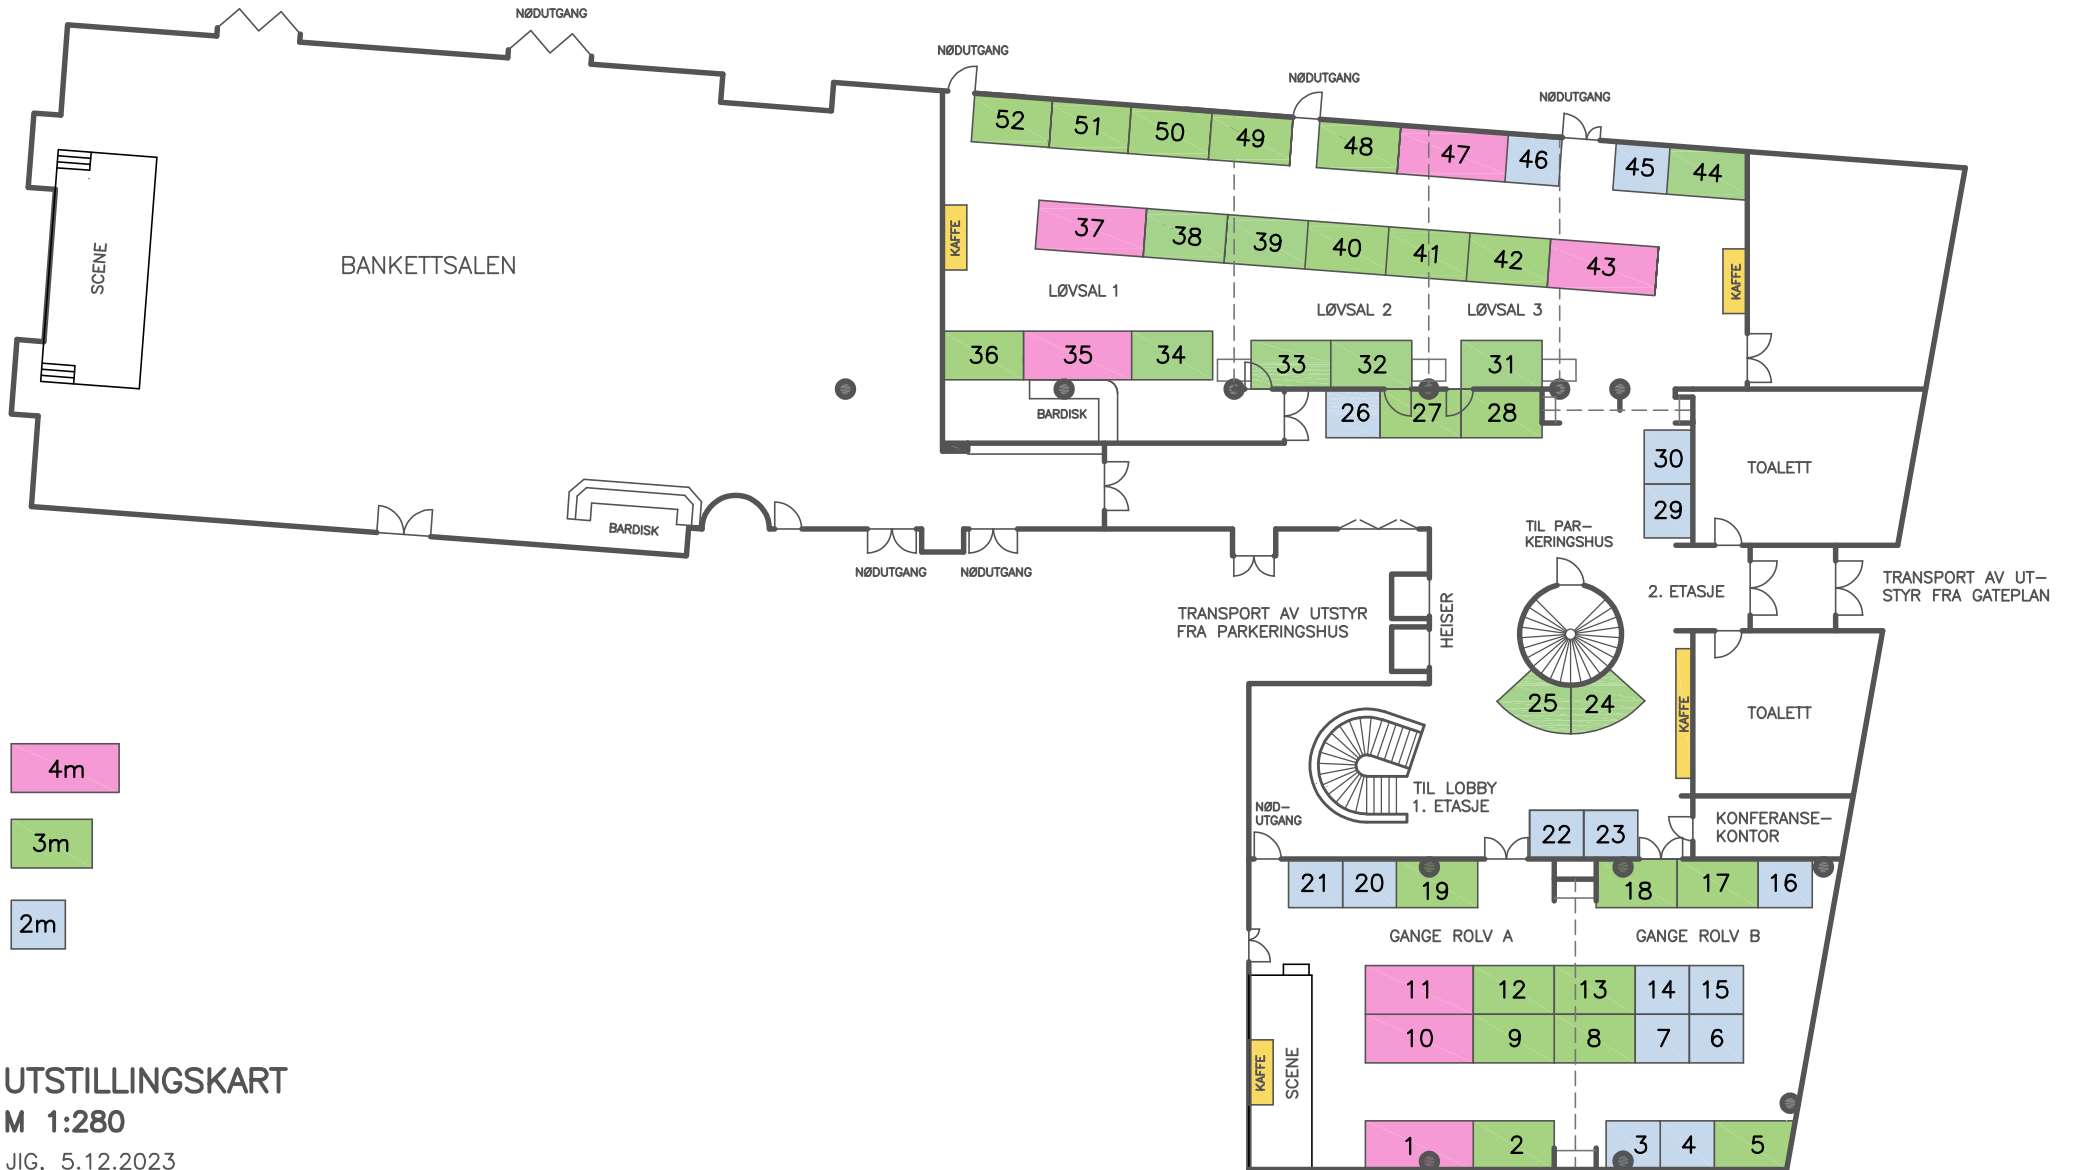 NØDUTGANG
NØDUTGANG
NØDUTGANG
NØDUTGANG
52
51
50
49
48
47
46
45
44
37
38
39
40
41
42
43
KAFFE
KAFFE
SCENE
BANKETTSALEN
LØVSAL 1
LØVSAL 2
LØVSAL 3
36
35
34
33
32
31
BARDISK
26
27
28
30
29
TOALETT
BARDISK
NØDUTGANG
NØDUTGANG
TIL PAR-
KERINGSHUS
2. ETASJE
TRANSPORT AV UT-
STYR FRA GATEPLAN
TRANSPORT AV UTSTYR
FRA PARKERINGSHUS
HEISER
25
24
KAFFE
TOALETT
4m
3m
2m
TIL LOBBY
1. ETASJE
NØD-
UTGANG
22
23
KONFERANSE-
KONTOR
21
20
19
18
17
16
GANGE ROLV A
GANGE ROLV B
11
12
13
14
15
10
9
8
7
6
KAFFE
SCENE
1
2
3
4
5
UTSTILLINGSKART
M 1:280
JIG. 5.12.2023